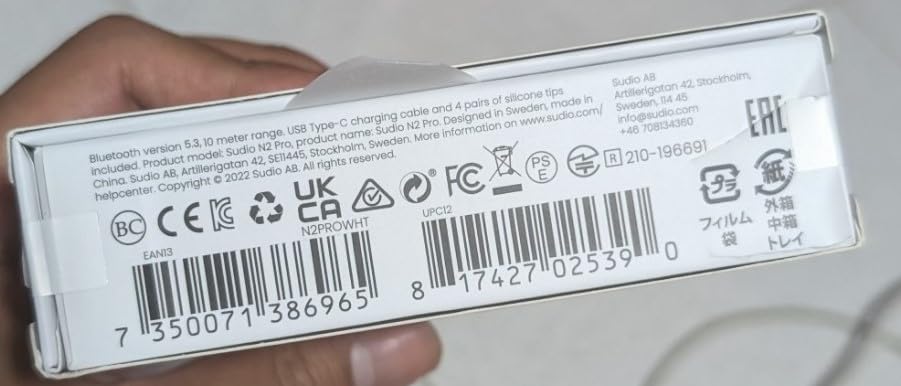 Bluetooth version 5.3, 10 meter range. USB Type-C charging cable and 4 pairs of silicone tips
included. Product model: Sudio N2 Pro, product name: Sudio N2 Pro. Designed in Sweden, made in
China. Sudio AB, Artillerigatan 42, SE11445, Stockholm, Sweden. More information on www.sudio.com/
helpcenter. Copyright © 2022 Sudio AB. All rights reserved.
Sudio AB
Artillerigatan 42, Stockholm,
Sweden, 114 45
info@sudio.com
+46 708134360
EAC
BC CE KC UK CA FC PS E R 210-196691
N2PROWHT
EAN13
7 350071 386965
UPC12
8 17427 02539 0
プラ
フィルム
袋
紙
外箱
中箱
トレイ